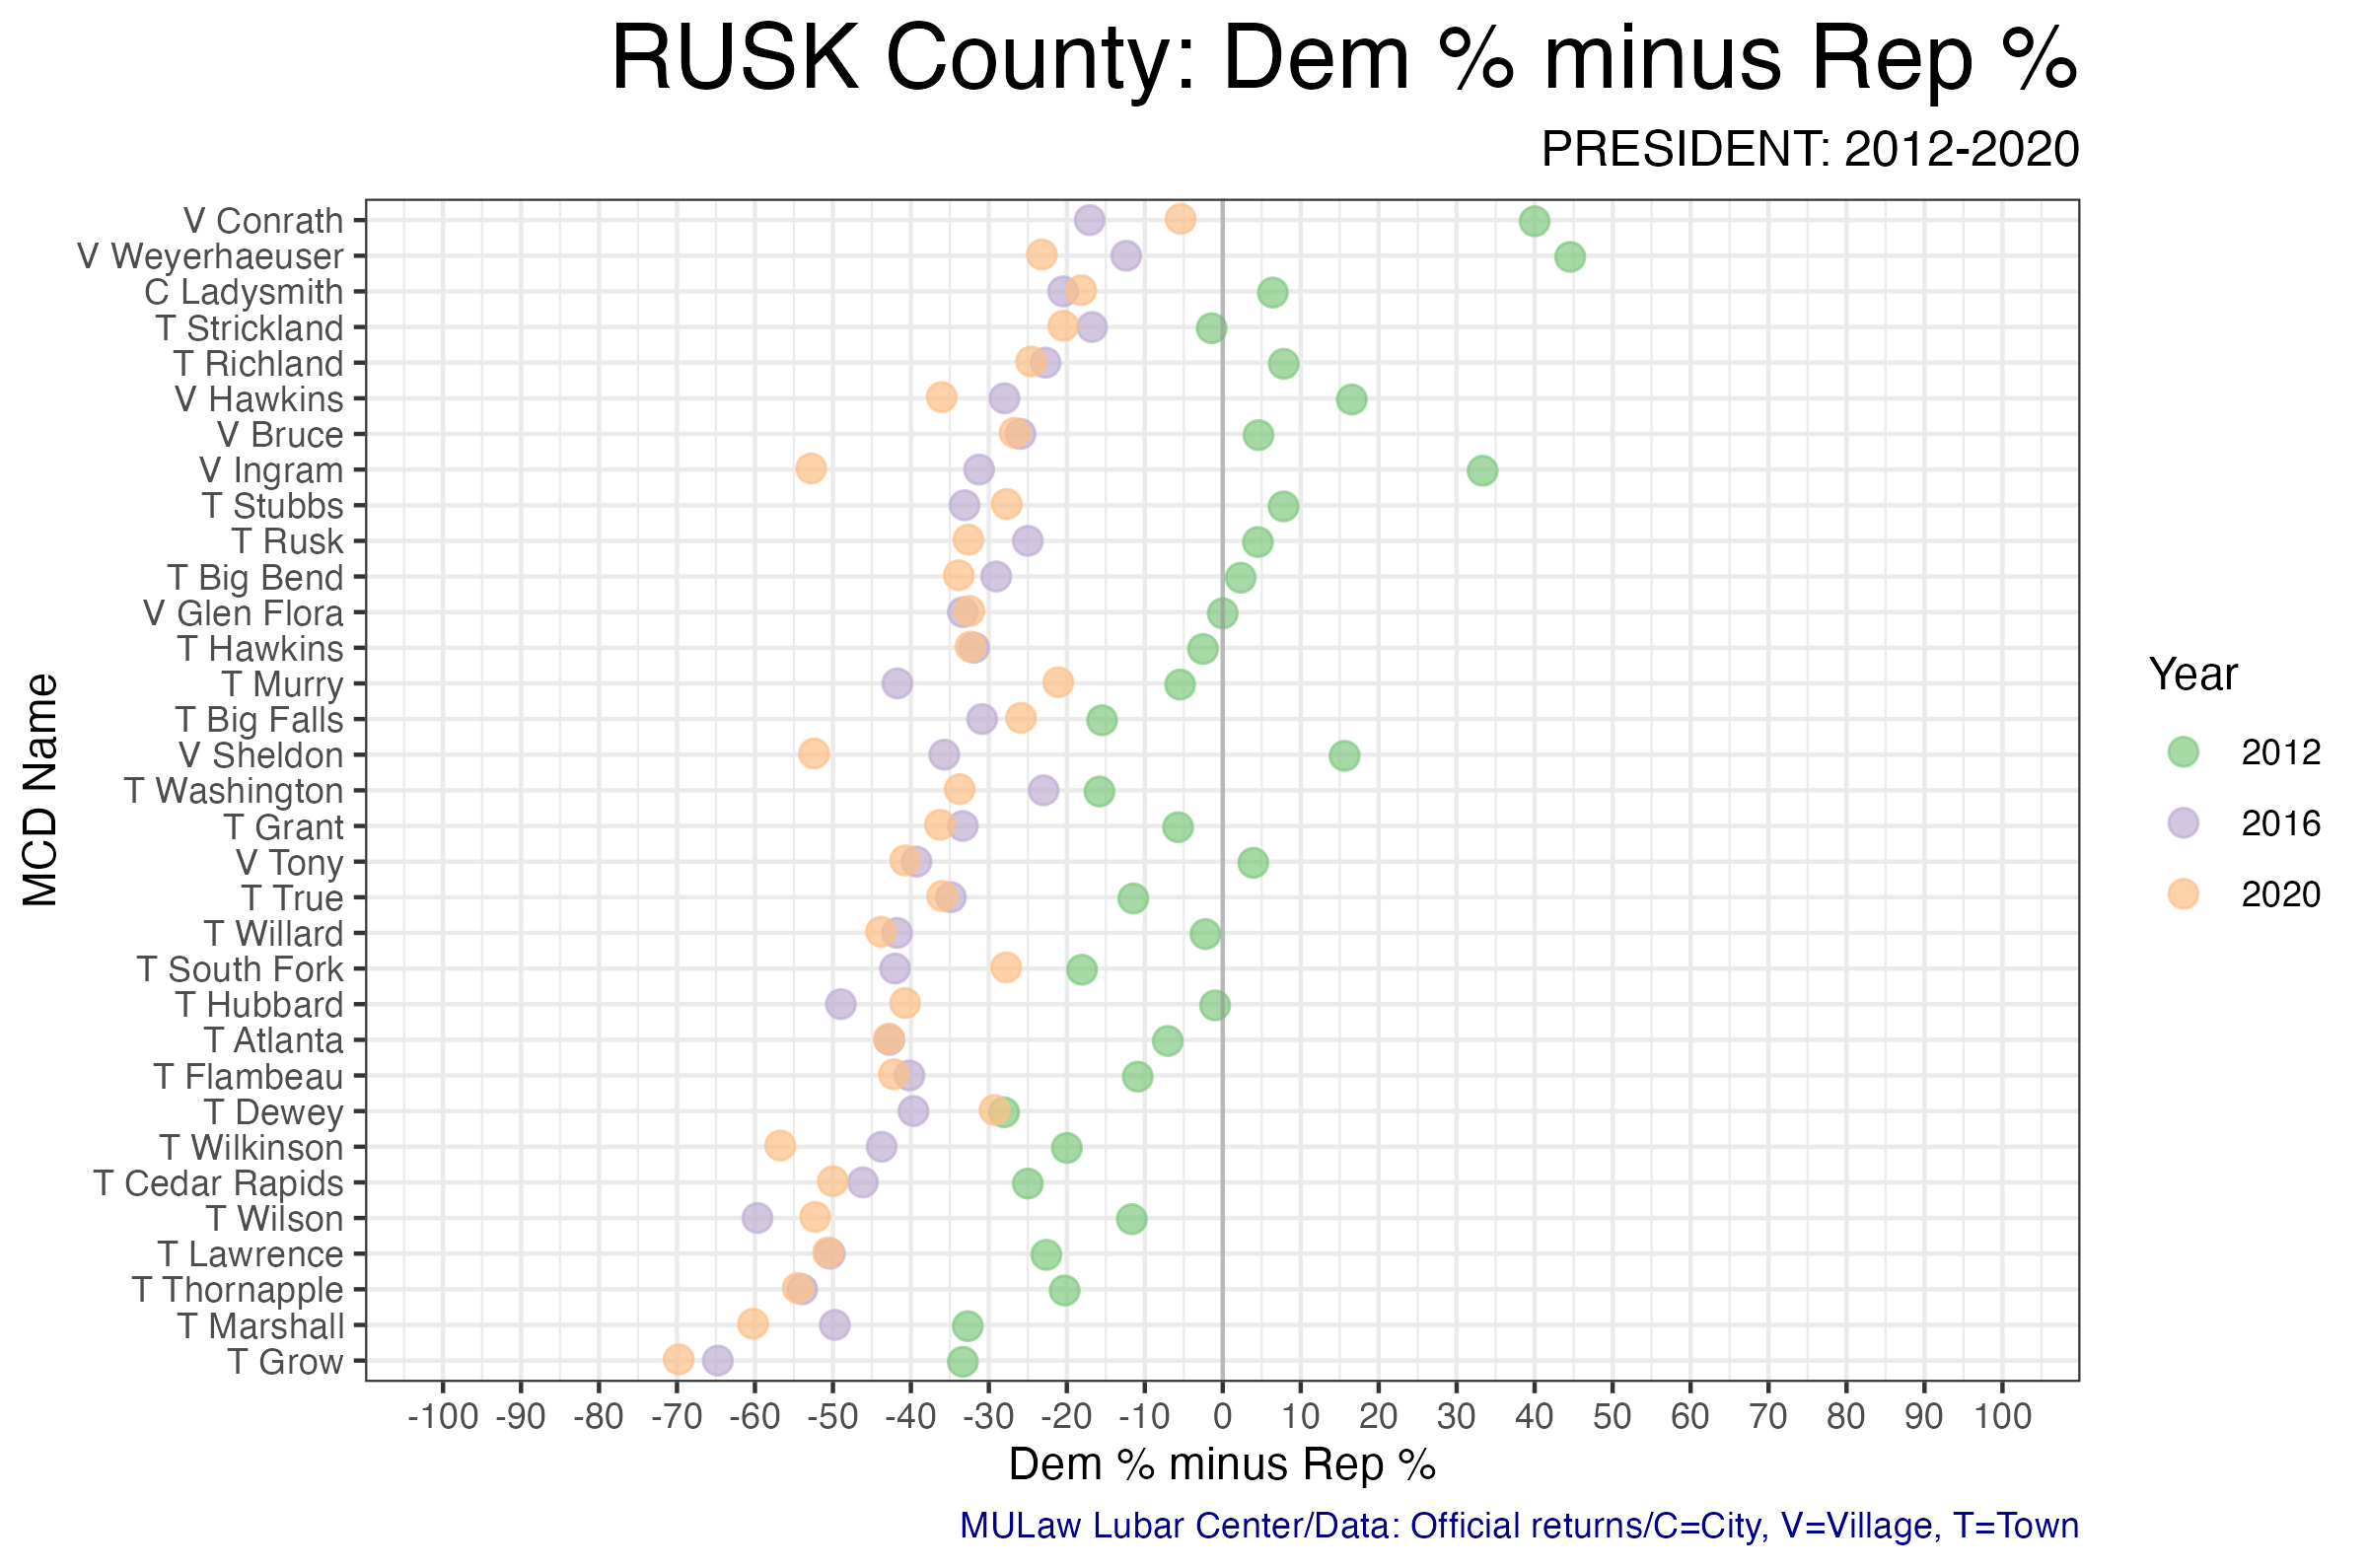 RUSK County: Dem % minus Rep %
PRESIDENT: 2012-2020
MCD Name
V Conrath
V Weyerhaeuser
C Ladysmith
T Strickland
T Richland
V Hawkins
V Bruce
V Ingram
T Stubbs
T Rusk
T Big Bend
V Glen Flora
T Hawkins
T Murry
T Big Falls
V Sheldon
T Washington
T Grant
V Tony
T True
T Willard
T South Fork
T Hubbard
T Atlanta
T Flambeau
T Dewey
T Wilkinson
T Cedar Rapids
T Wilson
T Lawrence
T Thornapple
T Marshall
T Grow
-100 -90 -80 -70 -60 -50 -40 -30 -20 -10 0 10 20 30 40 50 60 70 80 90 100
Dem % minus Rep %
Year
2012
2016
2020
MULaw Lubar Center/Data: Official returns/C=City, V=Village, T=Town